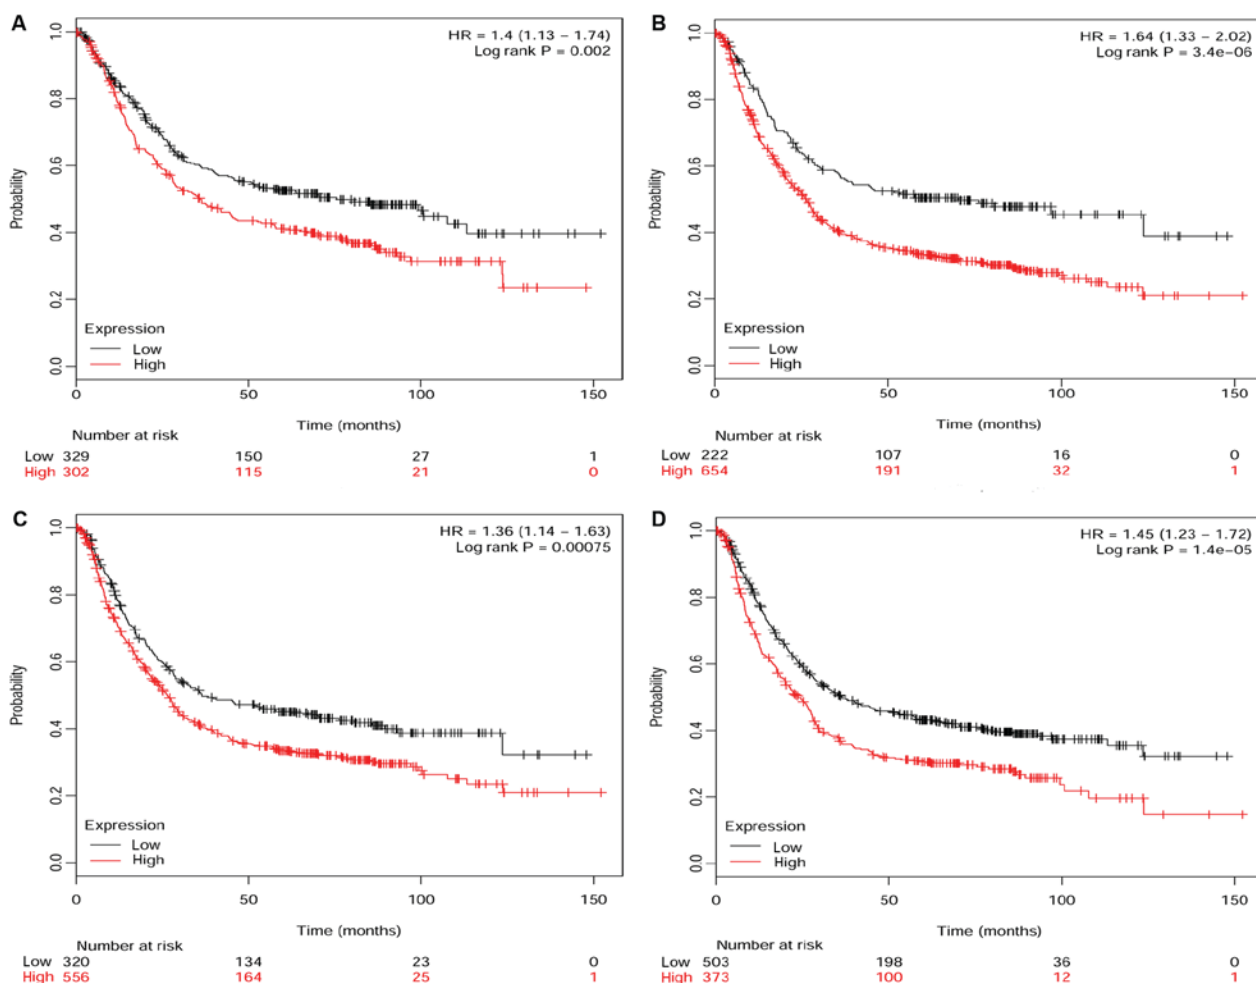 A
HR = 1.4 (1.13 – 1.74)
Log rank P = 0.002
Probability
1.0
0.8
0.6
0.4
0.2
0.0
Expression
Low
High
0 50 100 150
Time (months)
Number at risk
Low 329 150 27 1
High 302 115 21 0
B
HR = 1.64 (1.33 – 2.02)
Log rank P = 3.4e-06
Probability
1.0
0.8
0.6
0.4
0.2
0.0
Expression
Low
High
0 50 100 150
Time (months)
Number at risk
Low 222 107 16 0
High 654 191 32 1
C
HR = 1.36 (1.14 – 1.63)
Log rank P = 0.00075
Probability
1.0
0.8
0.6
0.4
0.2
0.0
Expression
Low
High
0 50 100 150
Time (months)
Number at risk
Low 320 134 23 0
High 556 164 25 1
D
HR = 1.45 (1.23 – 1.72)
Log rank P = 1.4e-05
Probability
1.0
0.8
0.6
0.4
0.2
0.0
Expression
Low
High
0 50 100 150
Time (months)
Number at risk
Low 503 198 36 0
High 373 100 12 1